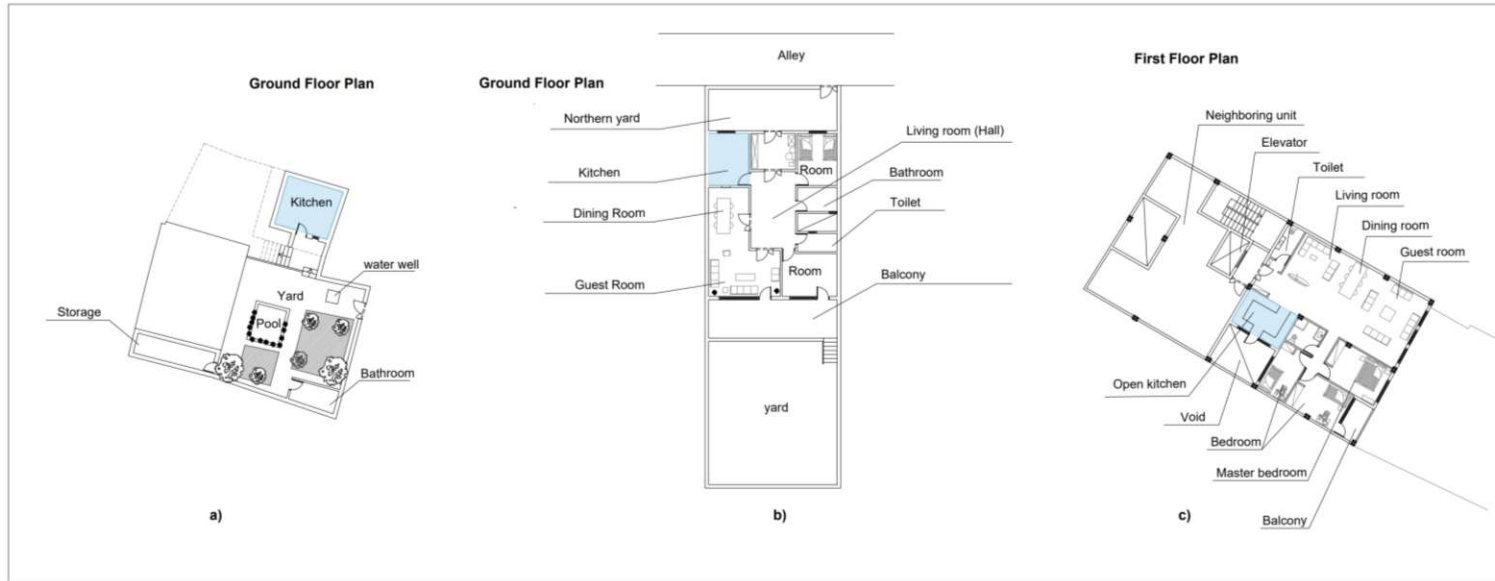 Ground Floor Plan
Kitchen
water well
Yard
Pool
Storage
Bathroom
a)
Ground Floor Plan
Alley
Northern yard
Living room (Hall)
Kitchen
Room
Bathroom
Dining Room
Toilet
Room
Guest Room
Balcony
yard
b)
First Floor Plan
Neighboring unit
Elevator
Toilet
Living room
Dining room
Guest room
Open kitchen
Void
Bedroom
Master bedroom
Balcony
c)